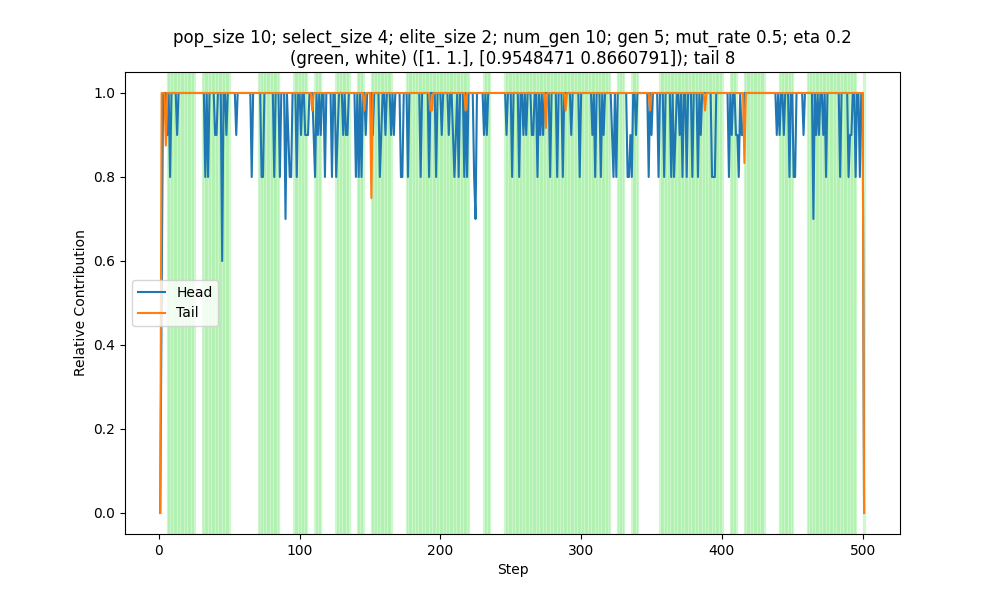 pop_size 10; select_size 4; elite_size 2; num_gen 10; gen 5; mut_rate 0.5; eta 0.2
(green, white) ([1. 1.], [0.9548471 0.8660791]); tail 8
1.0
0.8
0.6
0.4
0.2
0.0
Relative Contribution
Head
Tail
0
100
200
300
400
500
Step